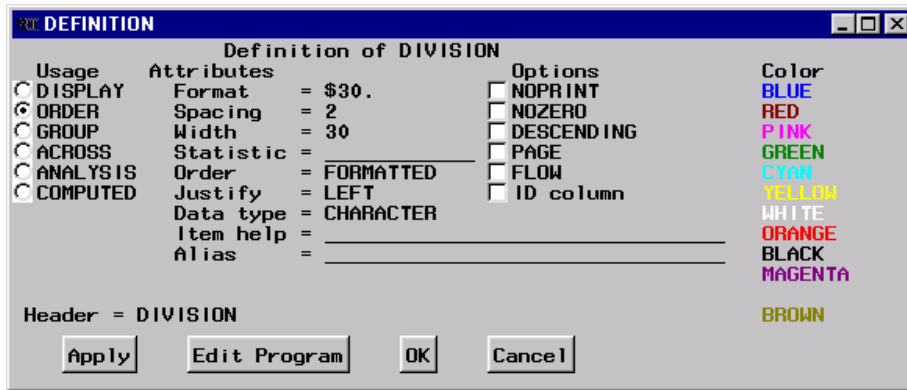 DEFINITION
Definition of DIVISION
Usage Attributes Options Color
DISPLAY Format = $30. NOPRINT BLUE
ORDER Spacing = 2 NOZERO RED
GROUP Width = 30 DESCENDING PINK
ACROSS Statistic = PAGE GREEN
ANALYSIS Order = FORMATTED FLOW CYAN
COMPUTED Justify = LEFT ID column YELLOW
Data type = CHARACTER WHITE
Item help = ORANGE
Alias = BLACK
MAGENTA
Header = DIVISION BROWN
Apply Edit Program OK Cancel